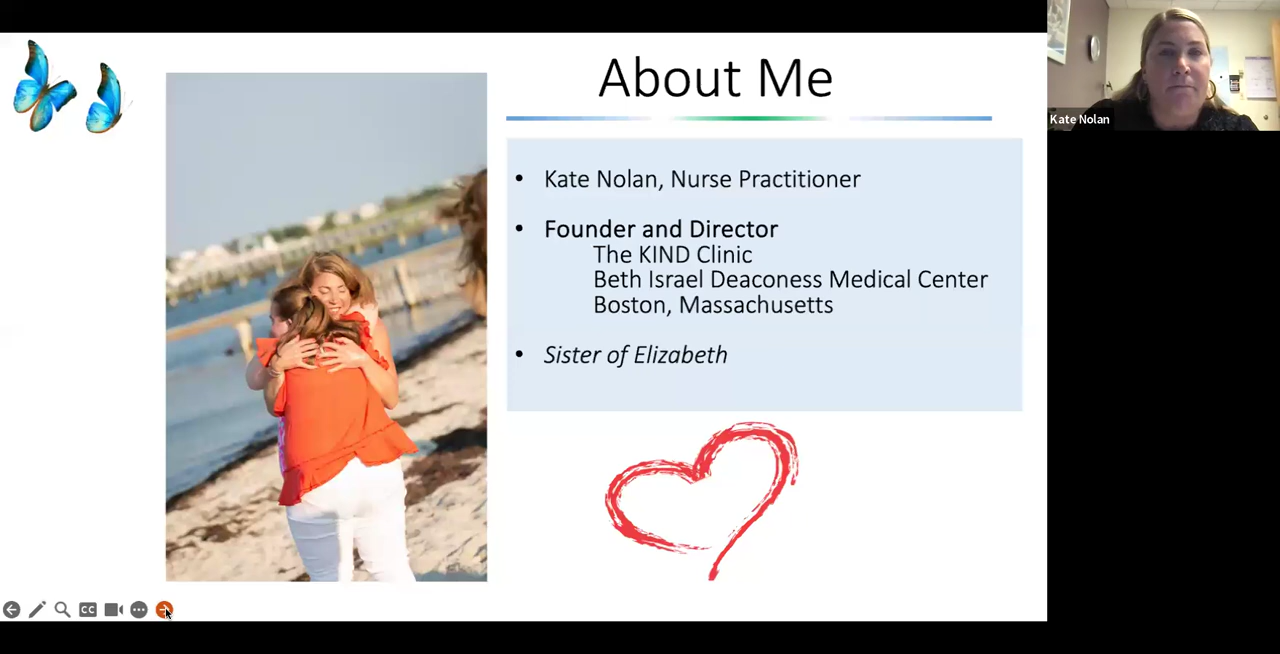 About Me
Kate Nolan
• Kate Nolan, Nurse Practitioner
• Founder and Director
The KIND Clinic
Beth Israel Deaconess Medical Center
Boston, Massachusetts
• Sister of Elizabeth
CC